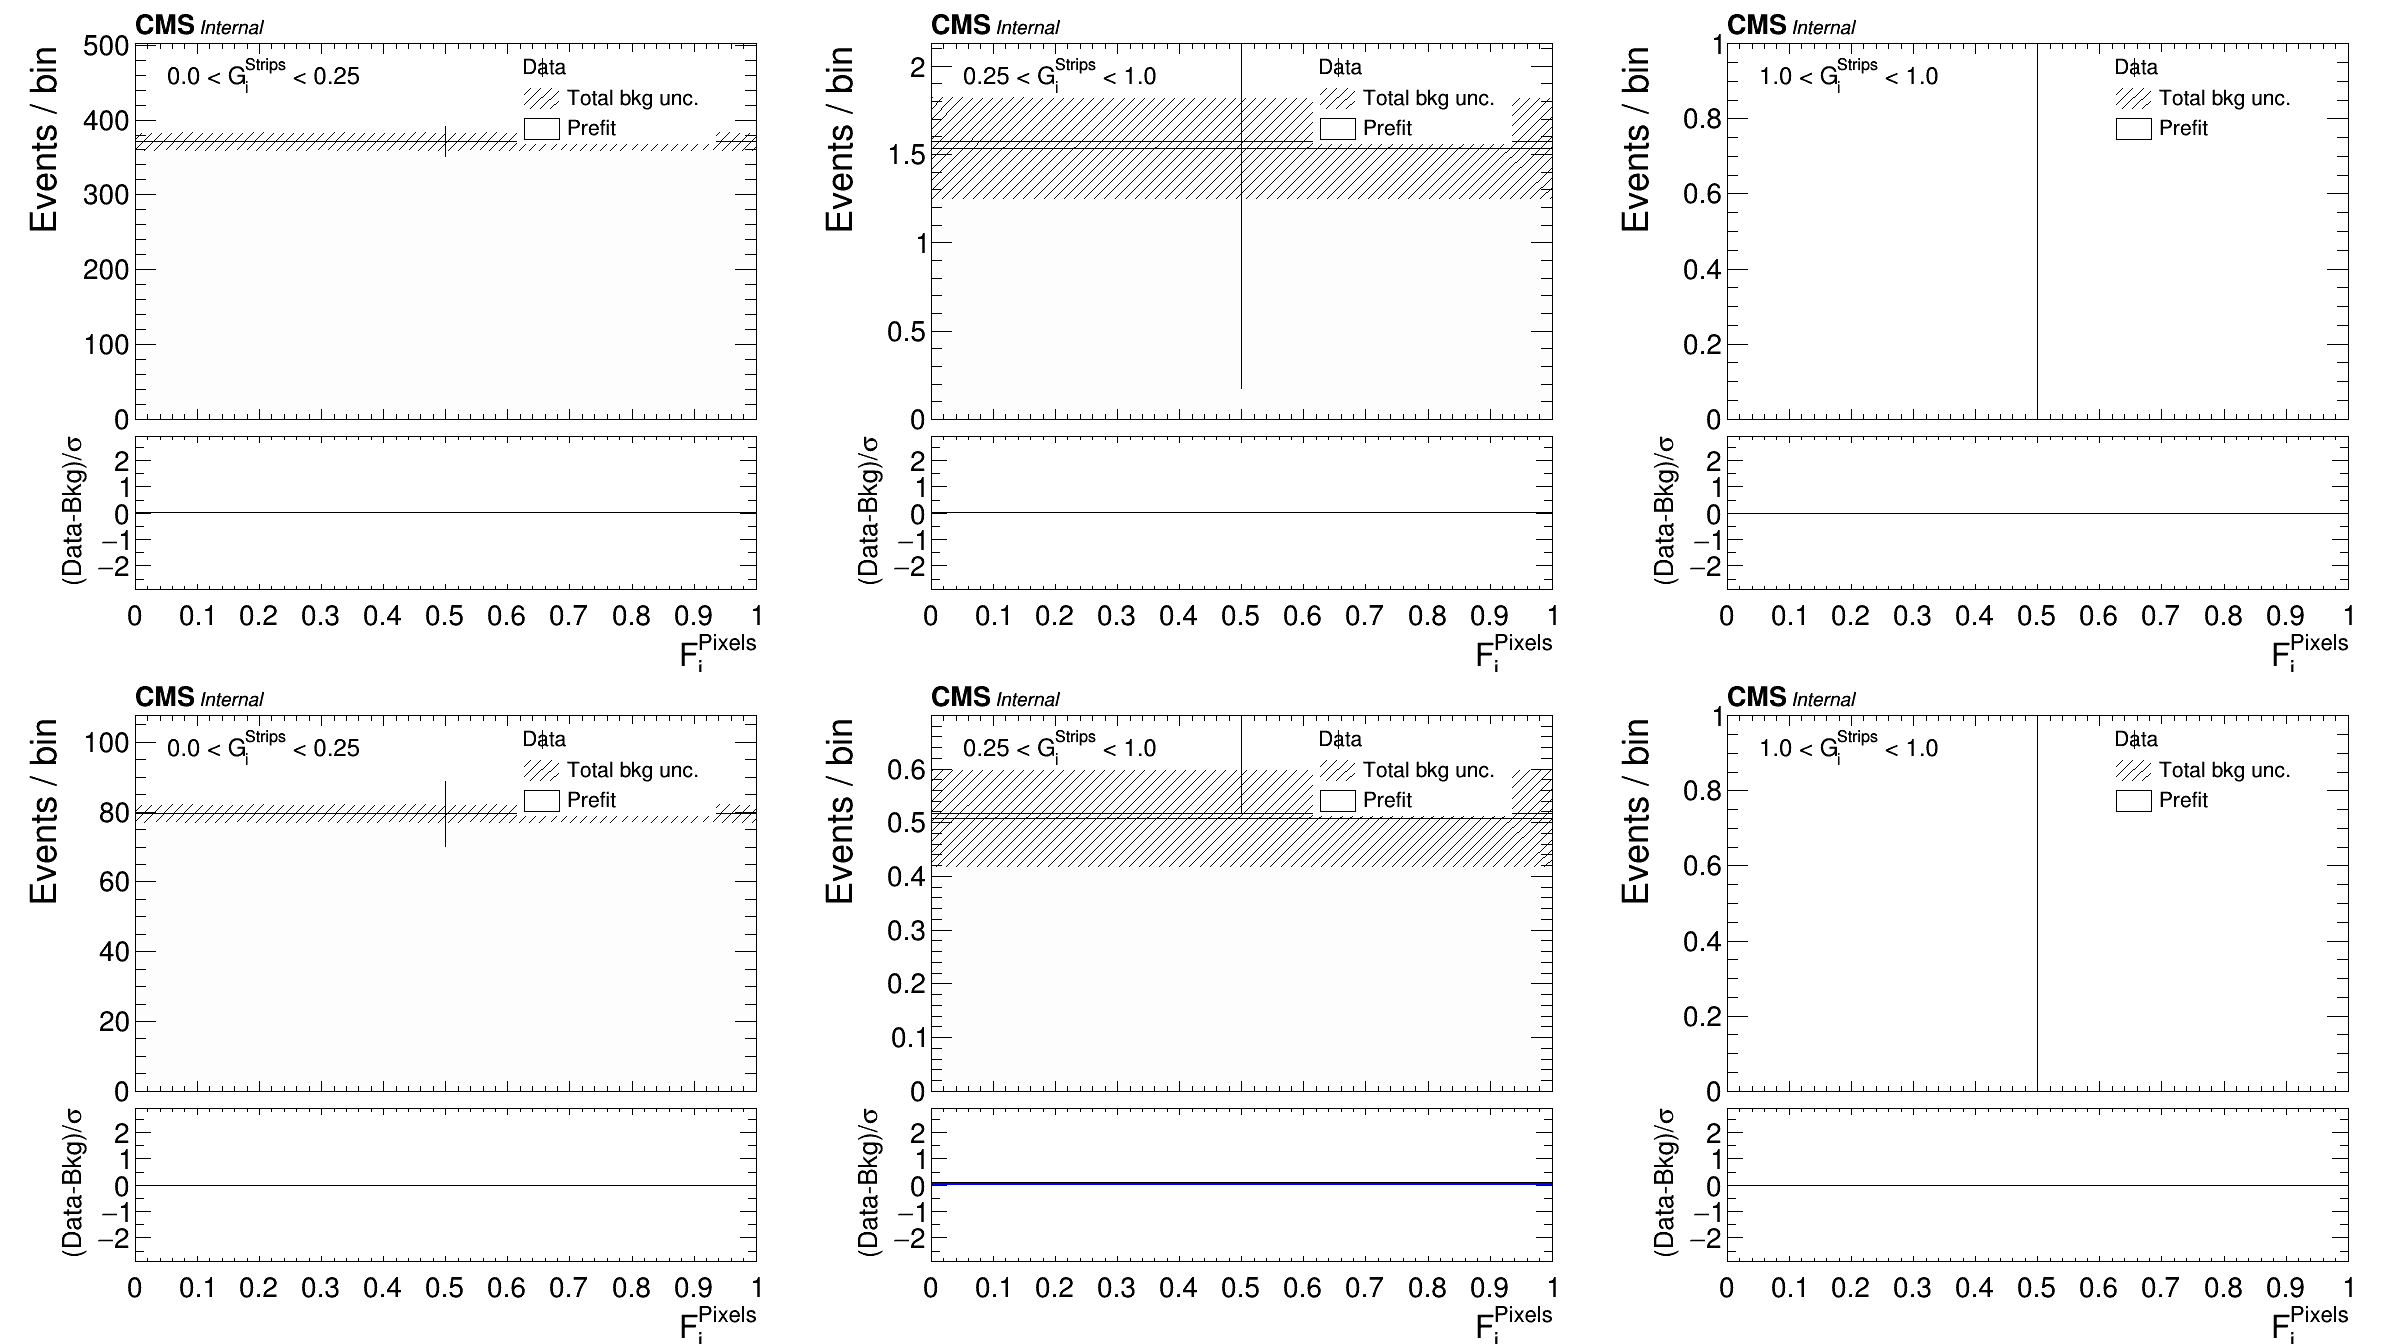 CMS Internal
Events / bin
500
400
300
200
100
0
0.0 < G_i^Strips < 0.25
Data
Total bkg unc.
Prefit
(Data-Bkg)/σ
2
1
0
−1
−2
0 0.1 0.2 0.3 0.4 0.5 0.6 0.7 0.8 0.9 1
F_i^Pixels
CMS Internal
Events / bin
2
1.5
1
0.5
0
0.25 < G_i^Strips < 1.0
Data
Total bkg unc.
Prefit
(Data-Bkg)/σ
2
1
0
−1
−2
0 0.1 0.2 0.3 0.4 0.5 0.6 0.7 0.8 0.9 1
F_i^Pixels
CMS Internal
Events / bin
1
0.8
0.6
0.4
0.2
0
1.0 < G_i^Strips < 1.0
Data
Total bkg unc.
Prefit
(Data-Bkg)/σ
2
1
0
−1
−2
0 0.1 0.2 0.3 0.4 0.5 0.6 0.7 0.8 0.9 1
F_i^Pixels
CMS Internal
Events / bin
100
80
60
40
20
0
0.0 < G_i^Strips < 0.25
Data
Total bkg unc.
Prefit
(Data-Bkg)/σ
2
1
0
−1
−2
0 0.1 0.2 0.3 0.4 0.5 0.6 0.7 0.8 0.9 1
F_i^Pixels
CMS Internal
Events / bin
0.6
0.5
0.4
0.3
0.2
0.1
0
0.25 < G_i^Strips < 1.0
Data
Total bkg unc.
Prefit
(Data-Bkg)/σ
2
1
0
−1
−2
0 0.1 0.2 0.3 0.4 0.5 0.6 0.7 0.8 0.9 1
F_i^Pixels
CMS Internal
Events / bin
1
0.8
0.6
0.4
0.2
0
1.0 < G_i^Strips < 1.0
Data
Total bkg unc.
Prefit
(Data-Bkg)/σ
2
1
0
−1
−2
0 0.1 0.2 0.3 0.4 0.5 0.6 0.7 0.8 0.9 1
F_i^Pixels